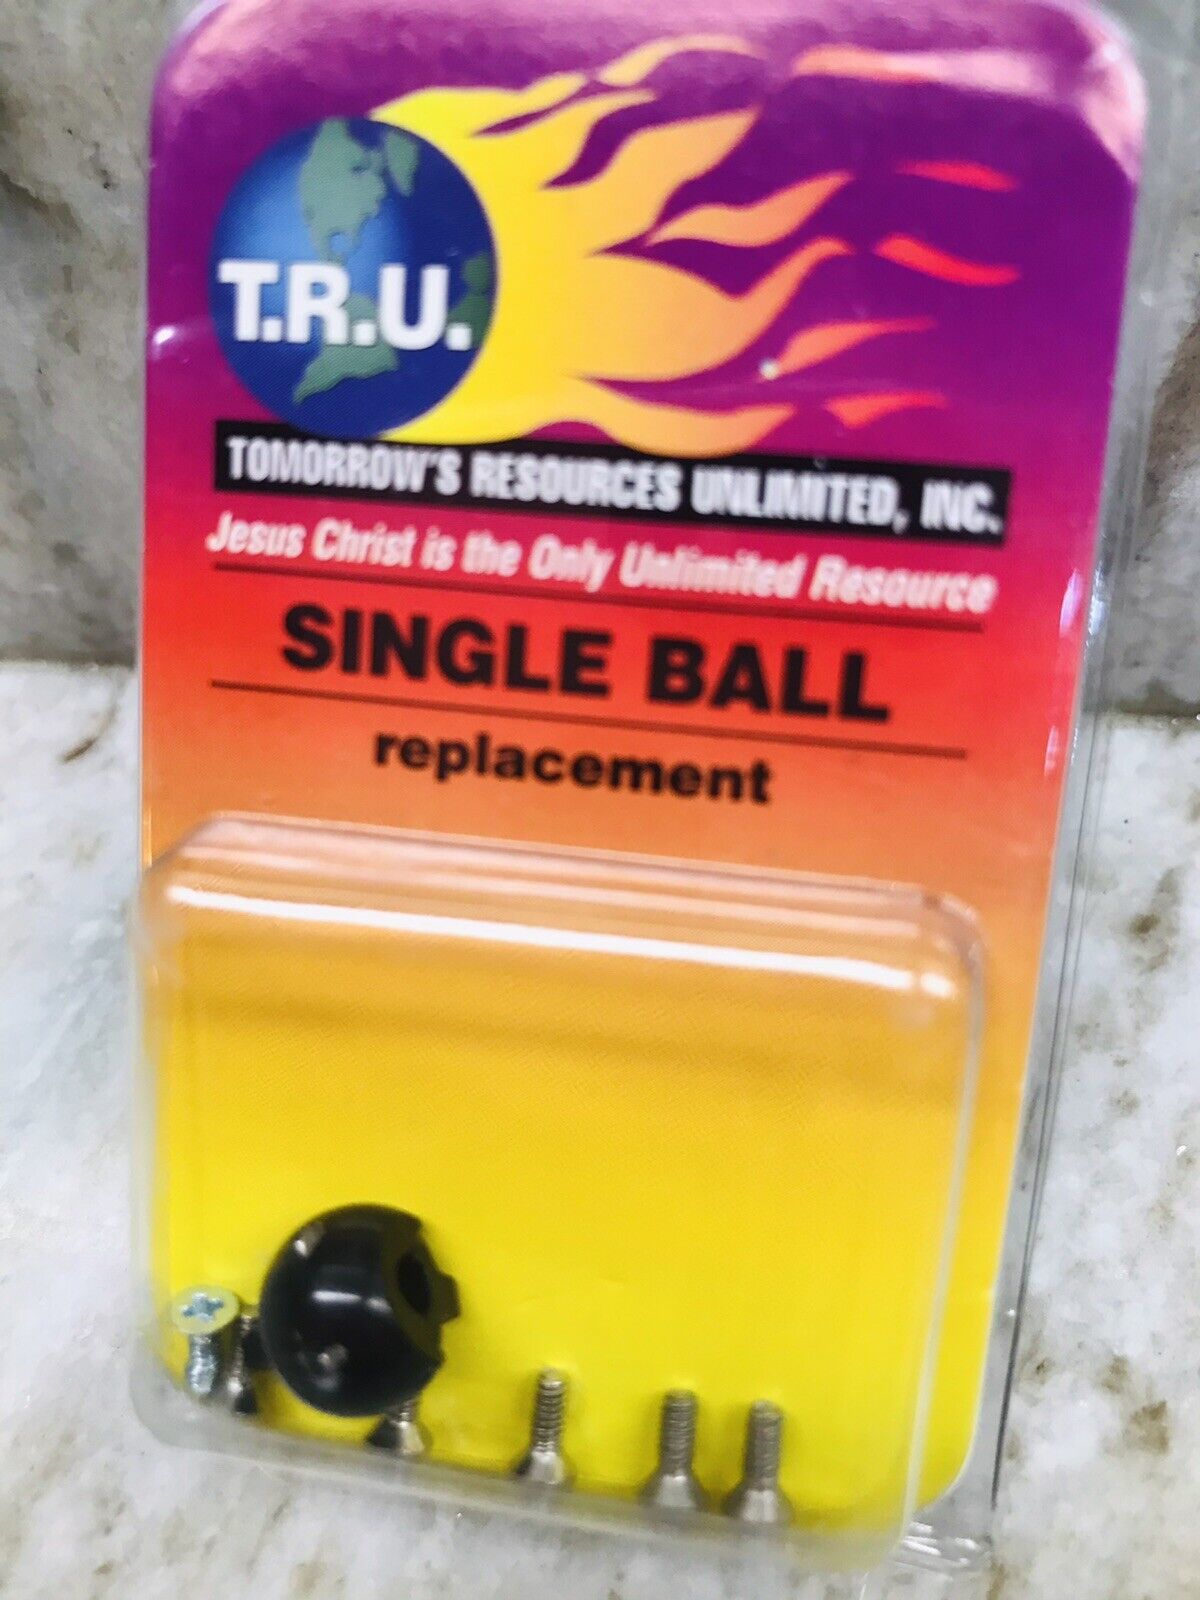 T.R.U.
TOMORROW'S RESOURCES UNLIMITED, INC.
Jesus Christ is the Only Unlimited Resource
SINGLE BALL
replacement